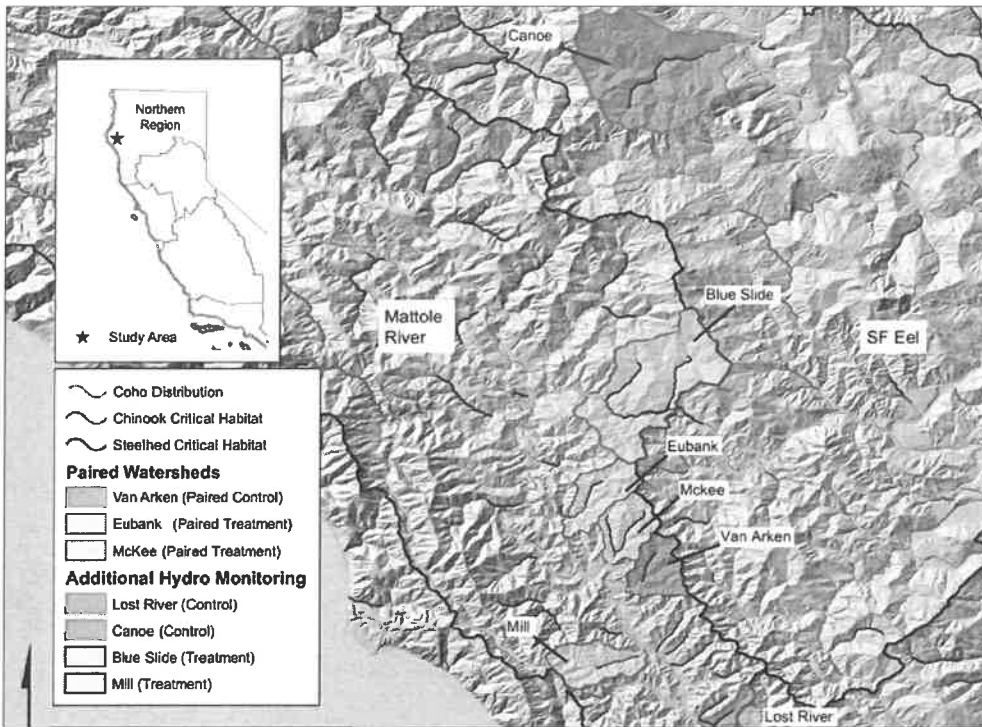 Canoe
Northern
Region
Study Area
Mattole
River
Blue Slide
SF Eel
Coho Distribution
Chinook Critical Habitat
Steelhed Critical Habitat
Paired Watersheds
Van Arken (Paired Control)
Eubank (Paired Treatment)
McKee (Paired Treatment)
Additional Hydro Monitoring
Lost River (Control)
Canoe (Control)
Blue Slide (Treatment)
Mill (Treatment)
Eubank
Mckee
Van Arken
Mill
Lost River